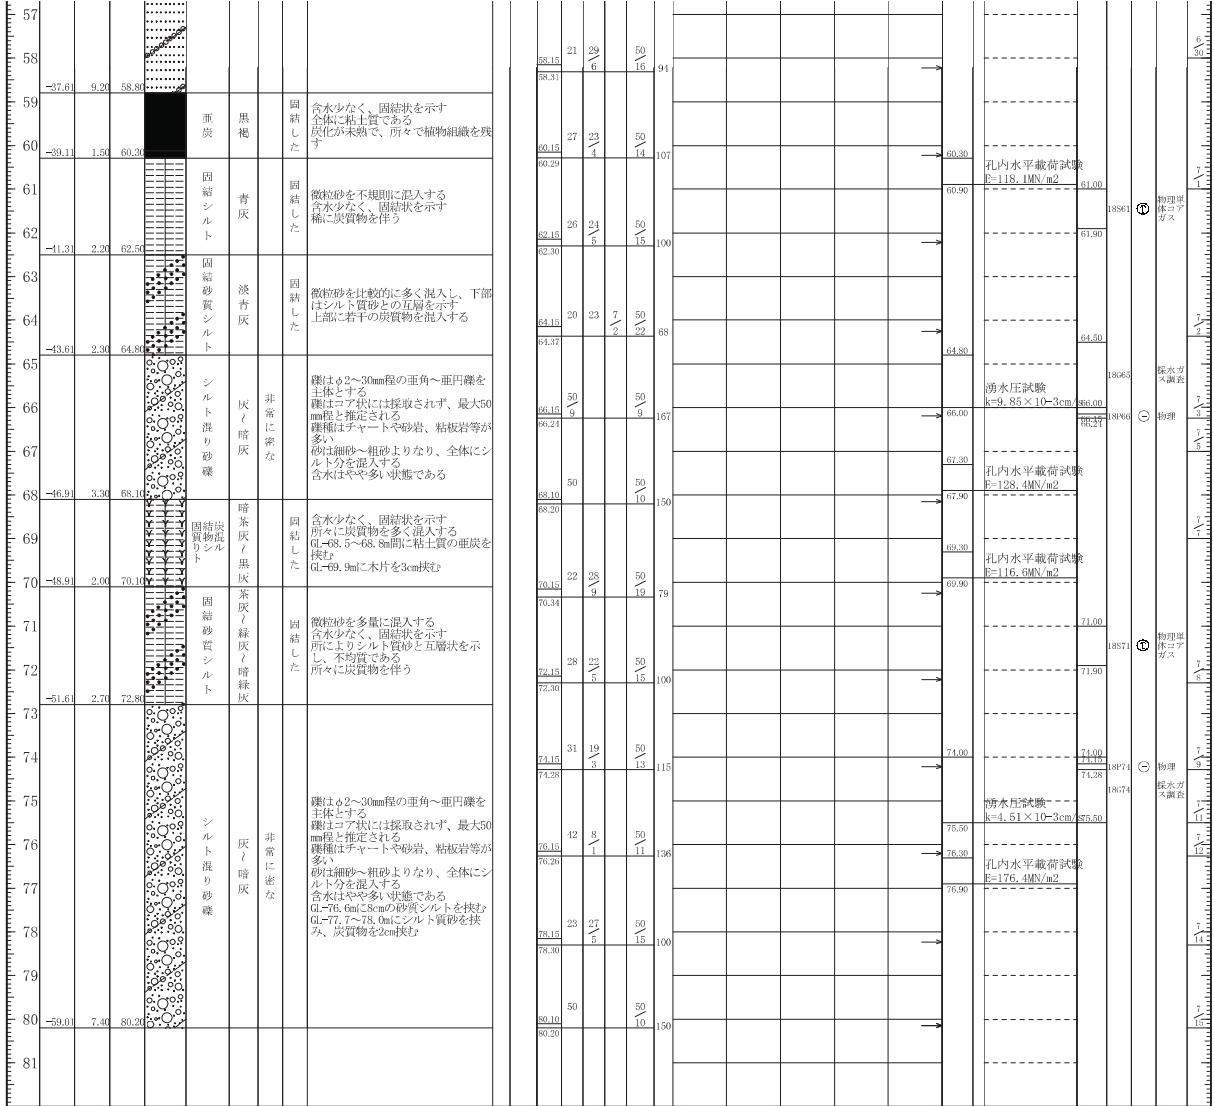 57
58
59
60
61
62
63
64
65
66
67
68
69
70
71
72
73
74
75
76
77
78
79
80
81
-37.61 9.20 58.80
-39.11 1.50 60.30
亜炭
黒褐
固結した
含水少なく、固結状を示す
全体に粘土質である
炭化が未熟で、所々で植物組織を残
す
-11.31 2.20 62.50
固結シルト
青灰
固結した
微粒砂を不規則に混入する
含水少なく、固結状を示す
稀に炭質物を伴う
-43.61 2.30 64.80
固結砂質シルト
淡青灰
固結した
微粒砂を比較的に多く混入し、下部
はシルト質砂との互層を示す
上部に若干の炭質物を混入する
-46.91 3.30 68.10
シルト混り砂礫
灰~暗灰
非常に密な
礫はφ2~30mm程の亜角~亜円礫を
主体とする
礫はコア状には採取されず、最大50
mm程と推定される
礫種はチャートや砂岩、粘板岩等が
多い
砂は細砂~粗砂よりなり、全体にシ
ルト分を混入する
含水はやや多い状態である
-48.91 2.00 70.10
固結炭
質物混
りシル
ト
暗茶灰~黒灰
固結した
含水少なく、固結状を示す
所々に炭質物を多く混入する
GL-68.5~68.8m間に粘土質の亜炭を
挟む
GL-69.9mに木片を3cm挟む
-51.61 2.70 72.80
固結砂質シルト
茶灰~緑灰~暗緑灰
固結した
微粒砂を多量に混入する
含水少なく、固結状を示す
所によりシルト質砂と互層状を示
し、不均質である
所々に炭質物を伴う
-59.01 7.40 80.20
シルト混り砂礫
灰~暗灰
非常に密な
礫はφ2~30mm程の亜角~亜円礫を
主体とする
礫はコア状には採取されず、最大50
mm程と推定される
礫種はチャートや砂岩、粘板岩等が
多い
砂は細砂~粗砂よりなり、全体にシ
ルト分を混入する
含水はやや多い状態である
GL-76.6mに8cmの砂質シルトを挟む
GL-77.7~78.0mにシルト質砂を挟
み、炭質物を2cm挟む
58.15 21 29/6 50/16 94
58.31
60.15 27 23/4 50/14 107
60.29
62.15 26 24/5 50/15 100
62.30
64.15 20 23 7/2 50/22 68
64.37
66.15 50/9 50/9 167
66.24
68.10 50 50/10 150
68.20
70.15 22 28/9 50/19 79
70.34
72.15 28 22/5 50/15 100
72.30
74.15 31 19/3 50/13 115
74.28
76.15 42 8/1 50/11 136
76.26
78.15 23 27/5 50/15 100
78.30
80.10 50 50/10 150
80.20
60.30
孔内水平載荷試験
E=118.1MN/m2
60.90
64.80
湧水圧試験
k=9.85×10-3cm/s
66.00
67.30
孔内水平載荷試験
E=128.4MN/m2
67.90
69.30
孔内水平載荷試験
E=116.6MN/m2
69.90
74.00
湧水圧試験
k=4.51×10-3cm/s
75.50
76.30
孔内水平載荷試験
E=176.4MN/m2
76.90
61.00
18S61 Ⓣ 物理単
体コア
ガス
61.90
64.50
18G65 採水ガ
ス調査
66.00
66.15
18P66 ⊖ 物理
66.24
71.00
18S71 Ⓣ 物理単
体コア
ガス
71.90
74.00
74.15
18P74 ⊖ 物理
74.28
18G74 採水ガ
ス調査
75.50
6/30
7/1
7/2
7/3
7/5
7/7
7/8
7/9
7/11
7/12
7/14
7/15